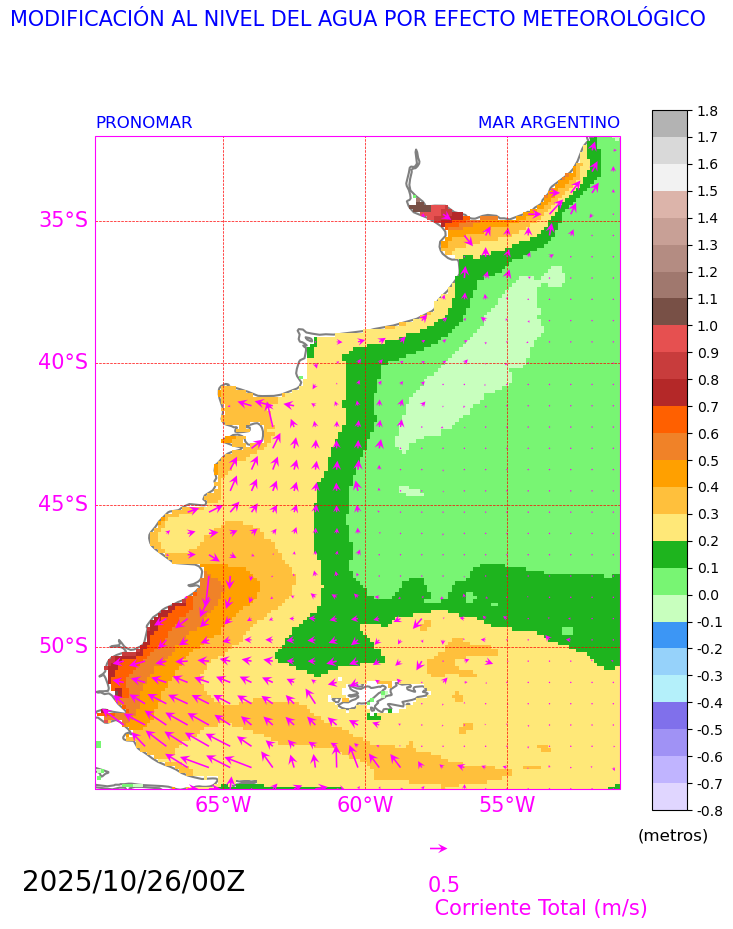 MODIFICACIÓN AL NIVEL DEL AGUA POR EFECTO METEOROLÓGICO
PRONOMAR MAR ARGENTINO
35°S
40°S
45°S
50°S
65°W 60°W 55°W
1.8
1.7
1.6
1.5
1.4
1.3
1.2
1.1
1.0
0.9
0.8
0.7
0.6
0.5
0.4
0.3
0.2
0.1
0.0
-0.1
-0.2
-0.3
-0.4
-0.5
-0.6
-0.7
-0.8
(metros)
2025/10/26/00Z
0.5
Corriente Total (m/s)